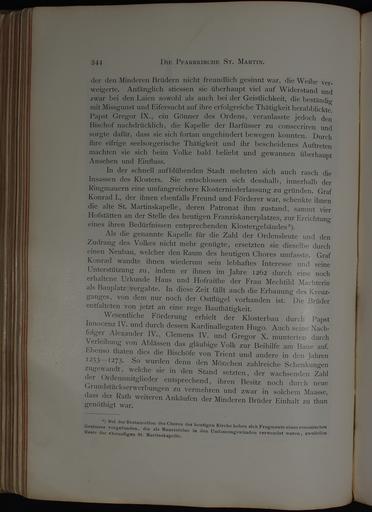 344 DIE PFARRKIRCHE ST. MARTIN.
der den Minderen Brüdern nicht freundlich gesinnt war, die Weihe ver-
weigerte. Anfänglich stiessen sie überhaupt viel auf Widerstand und
zwar bei den Laien sowohl als auch bei der Geistlichkeit, die beständig
mit Missgunst und Eifersucht auf ihre erfolgreiche Thätigkeit herabblickte.
Papst Gregor IX., ein Gönner des Ordens, veranlasste jedoch den
Bischof nachdrücklich, die Kapelle der Barfüsser zu consecriren und
sorgte dafür, dass sie sich fortan ungehindert bewegen konnten. Durch
ihre eifrige seelsorgerische Thätigkeit und ihr bescheidenes Auftreten
machten sie sich beim Volke bald beliebt und gewannen überhaupt
Ansehen und Einfluss.
In der schnell aufblühenden Stadt mehrten sich auch rasch die
Insassen des Klosters. Sie entschlossen sich desshalb, innerhalb der
Ringmauern eine umfangreichere Klosterniederlassung zu gründen. Graf
Konrad I., der ihnen ebenfalls Freund und Förderer war, schenkte ihnen
die alte St. Martinskapelle, deren Patronat ihm zustand, sammt vier
Hofstätten an der Stelle des heutigen Franziskanerplatzes, zur Errichtung
eines ihren Bedürfnissen entsprechenden Klostergebäudes
Als die genannte Kapelle für die Zahl der Ordensleute und den
Zudrang des Volkes nicht mehr genügte, ersetzten sie dieselbe durch
einen Neubau, welcher den Raum des heutigen Chores umfasste. Graf
Konrad wandte ihnen wiederum sein lebhaftes Interesse und seine
Unterstützung zu, indem er ihnen im Jahre 1262 durch eine noch
erhaltene Urkunde Haus und Hofraithe der Frau Mechtild Machterin
als Bauplatz vergabte. In diese Zeit fällt auch die Erbauung des Kreuz-
ganges, von dem nur noch der Ostflügel vorhanden ist. Die Brüder
entfalteten von jetzt an eine rege Bauthätigkeit.
Wesentliche Förderung erhielt der Klosterbau durch Papst
Innocenz IV. und durch dessen Kardinallegaten Hugo. Auch seine Nach-
folger Alexander IV., Clemens IV. und Gregor X. munterten durch
Verleihung von Ablässen das gläubige Volk zur Beihilfe am Baue auf.
Ebenso thaten dies die Bischöfe von Trient und andere in den Jahren
1253—1273. So wurden denn den Mönchen zahlreiche Schenkungen
zugewandt, welche sie in den Stand setzten, der wachsenden Zahl
der Ordensmitglieder entsprechend, ihren Besitz noch durch neue
Grundstückserwerbungen zu vermehren und zwar in solchem Maasse,
dass der Rath weiteren Ankäufen der Minderen Brüder Einhalt zu thun
genöthigt war.
Bei der Restauration des Chores der heutigen Kirche haben sich Fragmente eines romanischen
vorgefunden, die als Mauersteine in den Umfassungswänden verwendet waren,
Reste der ehemaligen St. Martinskapelle.